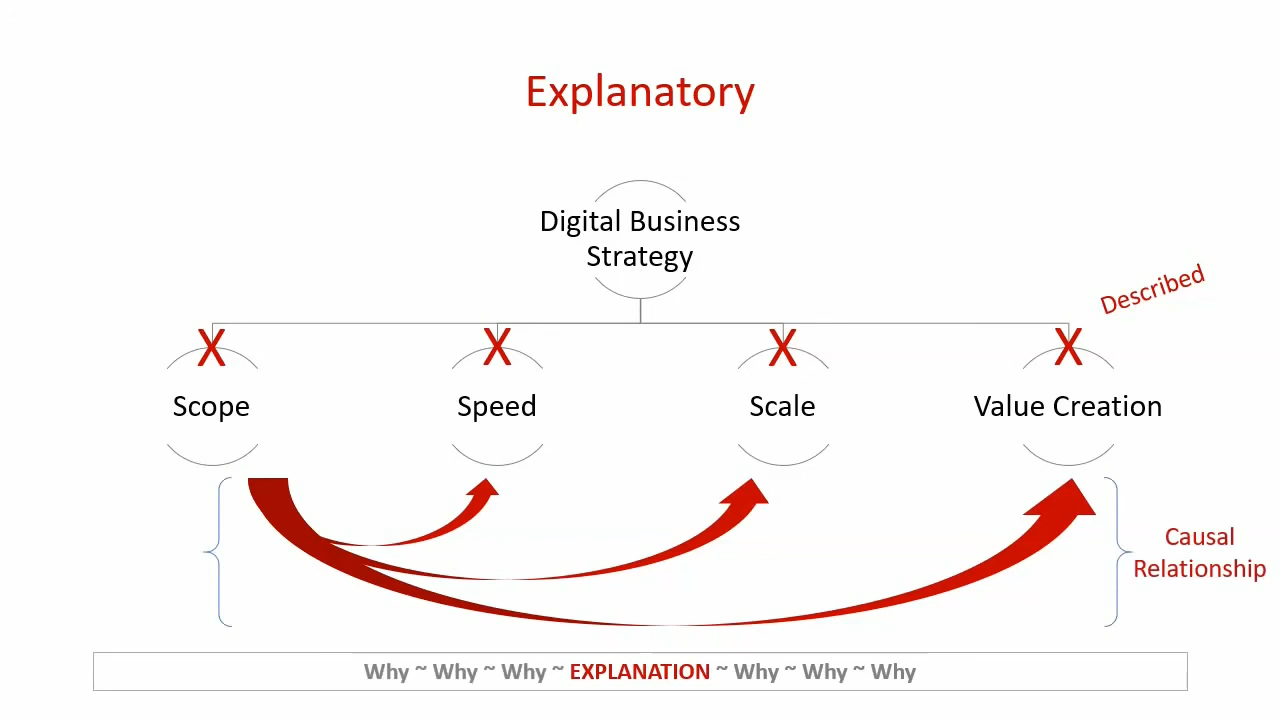 Explanatory
Digital Business
Strategy
Described
X X X X
Scope Speed Scale Value Creation
Causal
Relationship
Why ~ Why ~ Why ~ EXPLANATION ~ Why ~ Why ~ Why